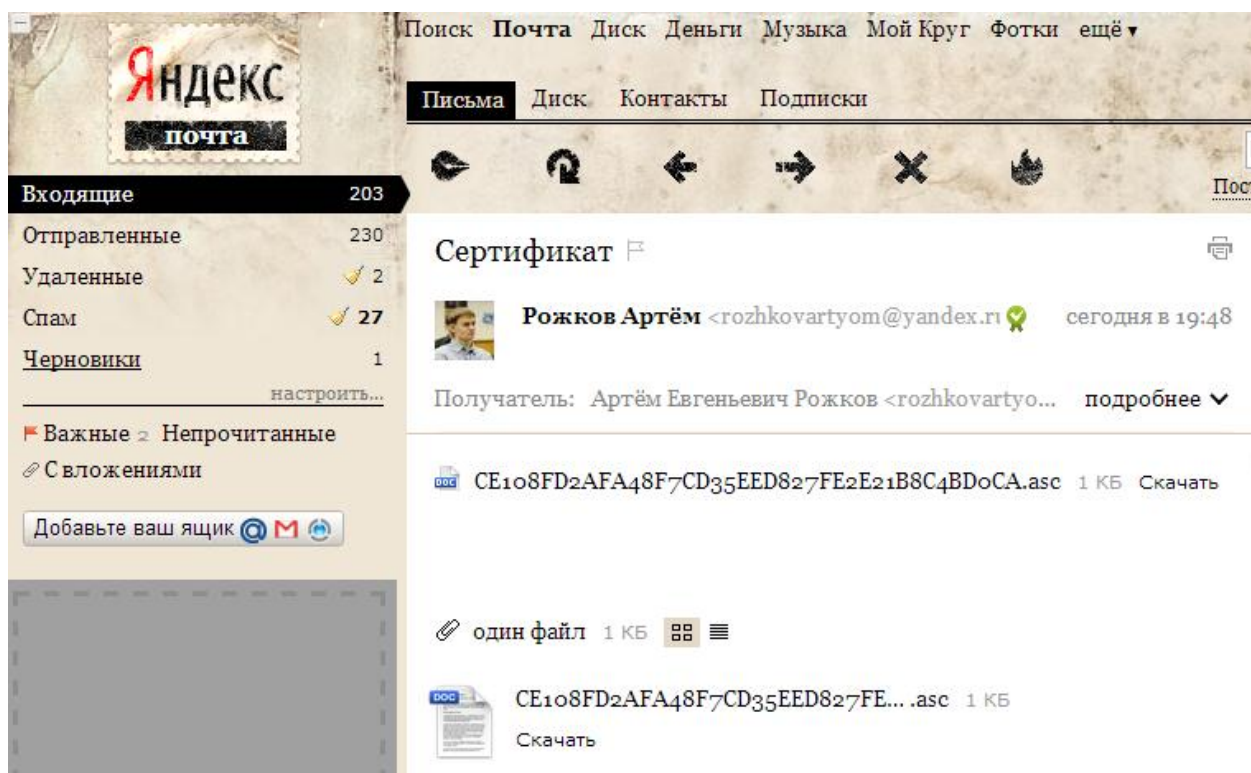 Поиск Почта Диск Деньги Музыка Мой Круг Фотки ещё
Яндекс
почта
Письма Диск Контакты Подписки
Входящие 203
Отправленные 230
Удаленные 2
Спам 27
Черновики 1
настроить...
Важные 2 Непрочитанные
С вложениями
Добавьте ваш ящик
Сертификат
Рожков Артём <rozhkovartyom@yandex.ru сегодня в 19:48
Получатель: Артём Евгеньевич Рожков <rozhkovartyo... подробнее
DOC CE108FD2AFA48F7CD35EED827FE2E21B8C4BD0CA.asc 1 КБ Скачать
один файл 1 КБ
DOC CE108FD2AFA48F7CD35EED827FE... .asc 1 КБ
Скачать